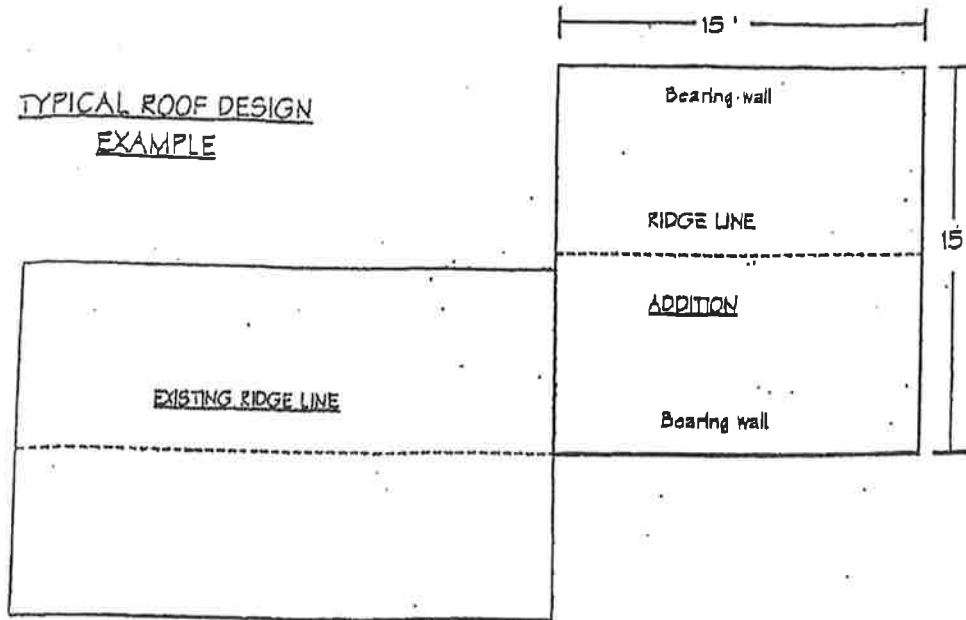 15'
TYPICAL ROOF DESIGN
EXAMPLE
Bearing wall
RIDGE LINE
15
ADDITION
EXISTING RIDGE LINE
Bearing wall